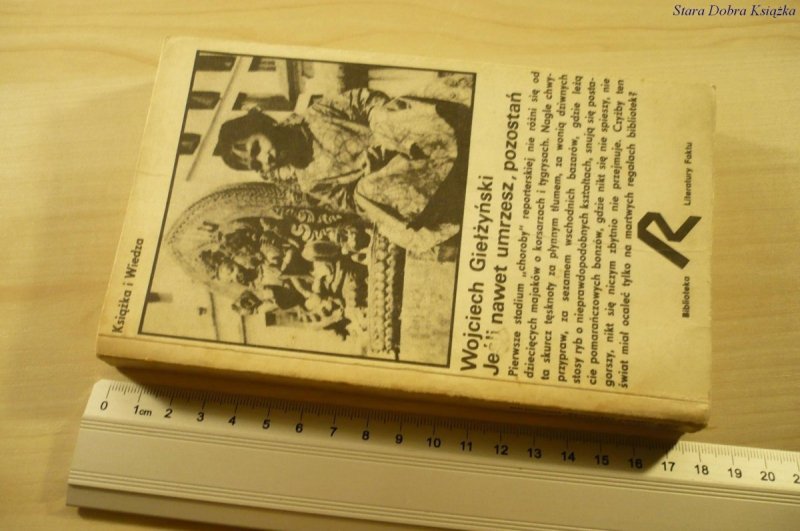 Stara Dobra Książka
Książka i Wiedza
Wojciech Giełżyński
Jeśli nawet umrzesz, pozostań
„Pierwsze stadium „choroby" reporterskiej nie różni się od
dziecięcych majaków o korsarzach i tygrysach. Nagle chwy-
ta skurcz tęsknoty za płynnym tłumem, za wonią dziwnych
przypraw, za sezamem wschodnich bazarów, gdzie leżą
stosy ryb o nieprawdopodobnych kształtach, snują się posta-
cie pomarańczowych bonzów, gdzie nikt się nie spieszy, nie
gorszy, nikt się niczym zbytnio nie przejmuje. Czyżby ten
świat miał ocaleć tylko na martwych regałach bibliotek?
Biblioteka R Literatury Faktu
0 1cm 2 3 4 5 6 7 8 9 10 11 12 13 14 15 16 17 18 19 20 2